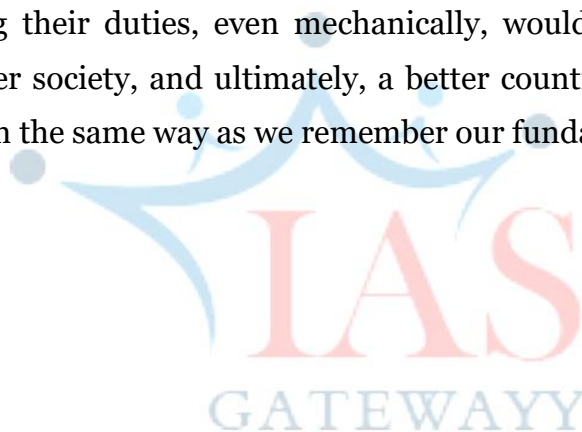 g their duties, even mechanically, would
er society, and ultimately, a better count
n the same way as we remember our funda
IAS
GATEWAYY